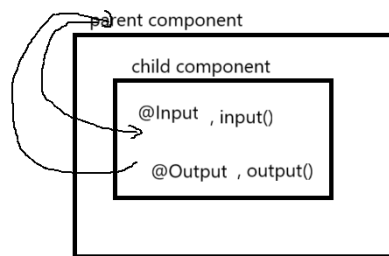 parent component
child component
@Input , input()
@Output , output()